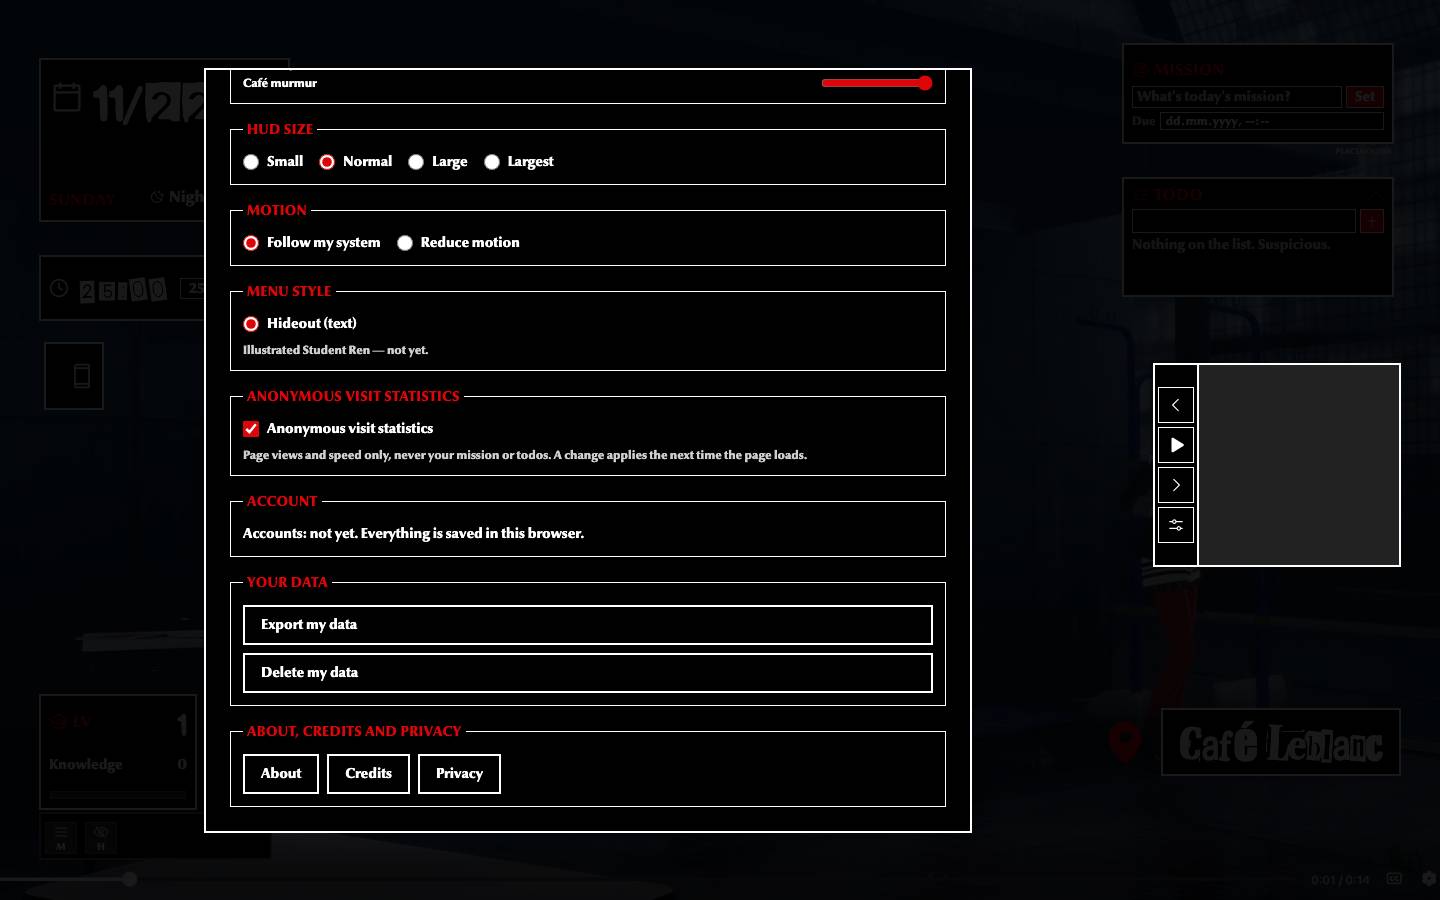 Café murmur
HUD SIZE
Small Normal Large Largest
MOTION
Follow my system Reduce motion
MENU STYLE
Hideout (text)
Illustrated Student Ren — not yet.
ANONYMOUS VISIT STATISTICS
Anonymous visit statistics
Page views and speed only, never your mission or todos. A change applies the next time the page loads.
ACCOUNT
Accounts: not yet. Everything is saved in this browser.
YOUR DATA
Export my data
Delete my data
ABOUT, CREDITS AND PRIVACY
About Credits Privacy
11/22
SUNDAY Nigh
25:00 25
LV 1
Knowledge 0
M H
MISSION
What's today's mission? Set
Due dd.mm.yyyy, --:--
TODO
+
Nothing on the list. Suspicious.
Café Leblanc
0:01 / 0:14